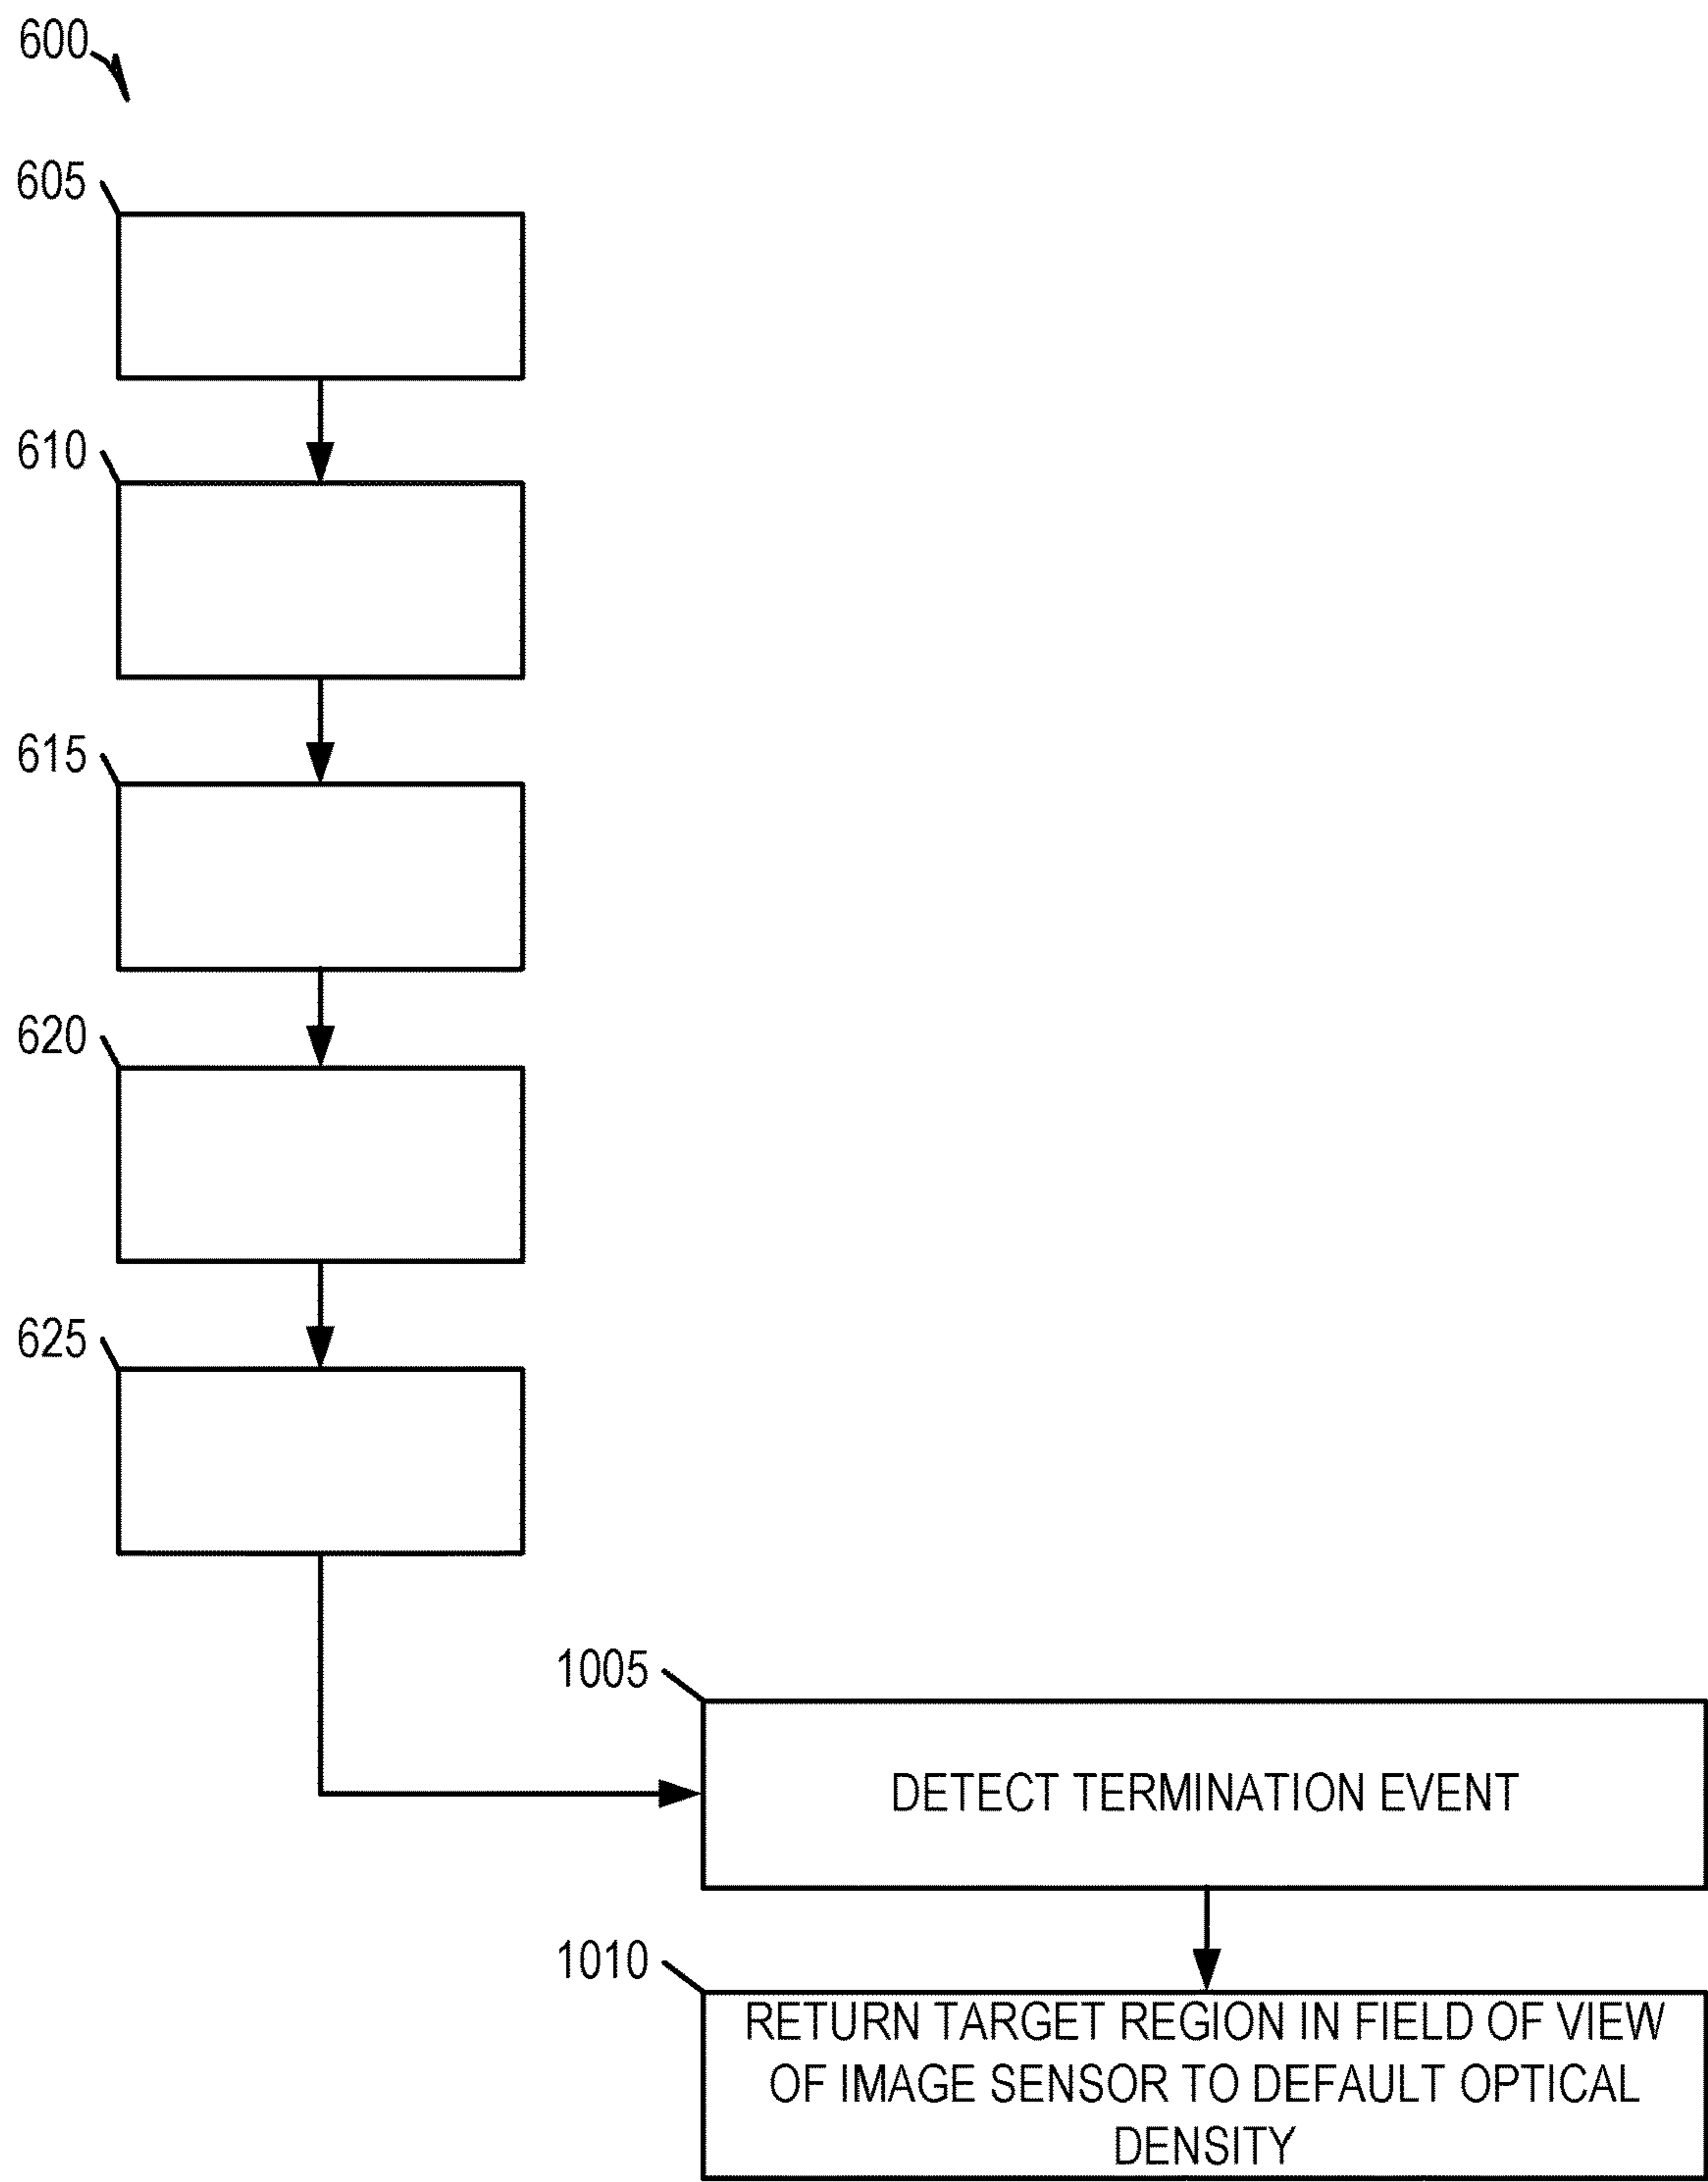 600
605
610
615
620
625
1005
DETECT TERMINATION EVENT
1010
RETURN TARGET REGION IN FIELD OF VIEW
OF IMAGE SENSOR TO DEFAULT OPTICAL
DENSITY